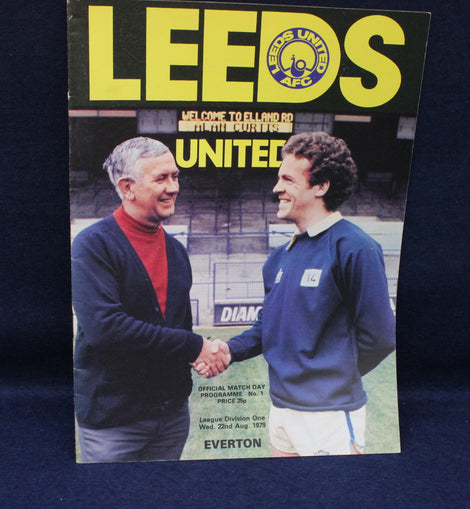 LEEDS
LEEDS UNITED
AFC
WELCOME TO ELLAND RD
ALAN CURTIS
UNITED
14
DIAM
OFFICIAL MATCH DAY
PROGRAMME No. 1
PRICE 25p
League Division One
Wed. 22nd Aug. 1979
EVERTON